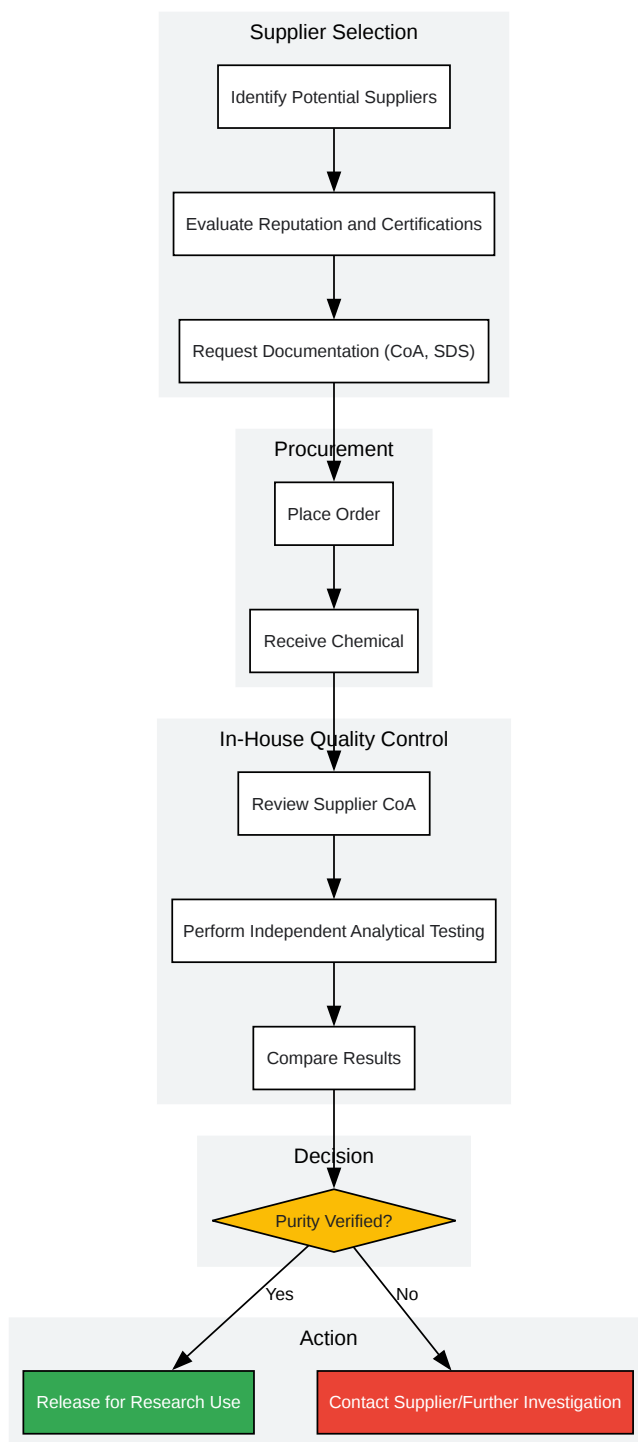 Supplier Selection
Identify Potential Suppliers
Evaluate Reputation and Certifications
Request Documentation (CoA, SDS)
Procurement
Place Order
Receive Chemical
In-House Quality Control
Review Supplier CoA
Perform Independent Analytical Testing
Compare Results
Decision
Purity Verified?
Yes
No
Action
Release for Research Use
Contact Supplier/Further Investigation